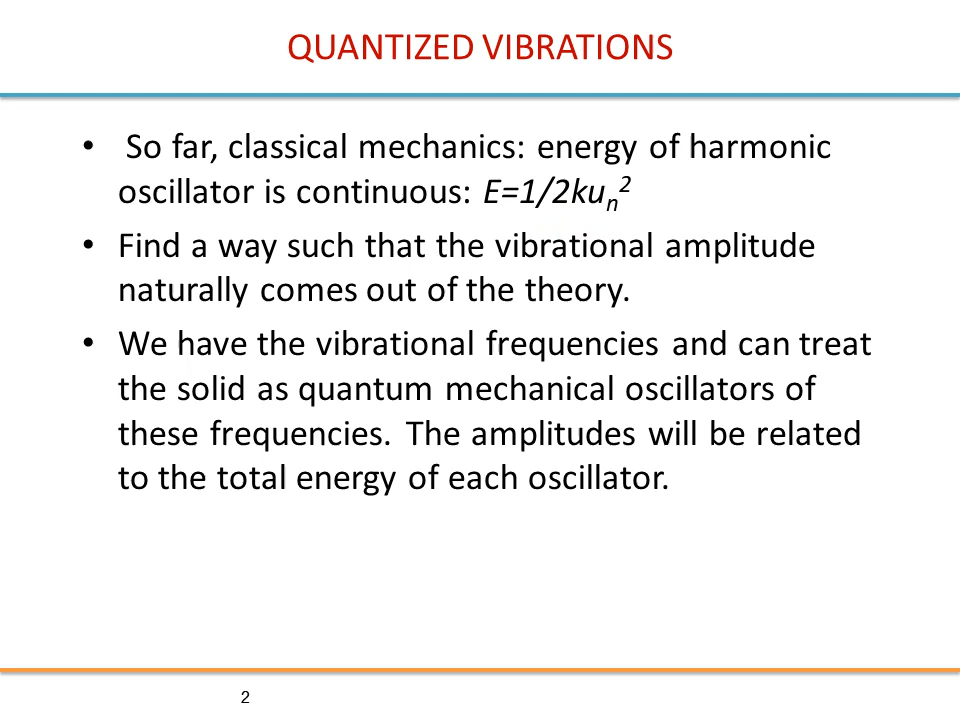 QUANTIZED VIBRATIONS
• So far, classical mechanics: energy of harmonic
oscillator is continuous: E=1/2kuₙ²
• Find a way such that the vibrational amplitude
naturally comes out of the theory.
• We have the vibrational frequencies and can treat
the solid as quantum mechanical oscillators of
these frequencies. The amplitudes will be related
to the total energy of each oscillator.
2